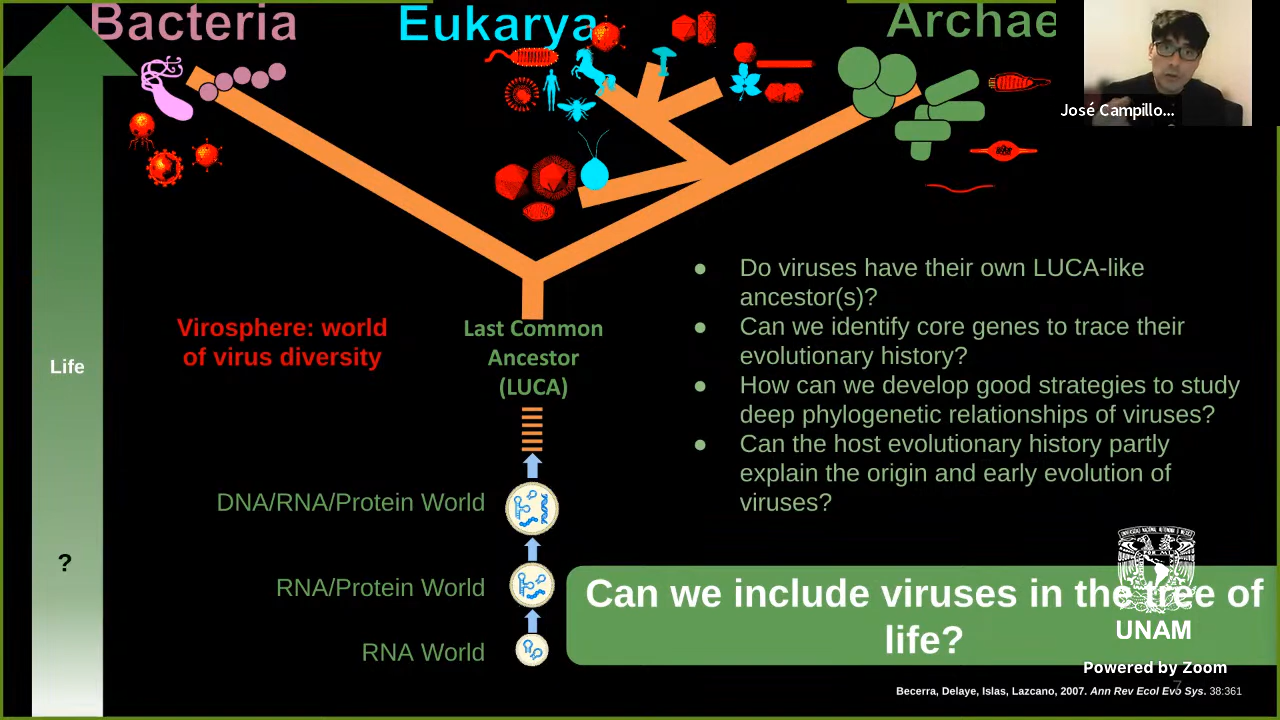 Bacteria
Eukarya
Archae
José Campillo...
Do viruses have their own LUCA-like
ancestor(s)?
Can we identify core genes to trace their
evolutionary history?
How can we develop good strategies to study
deep phylogenetic relationships of viruses?
Can the host evolutionary history partly
explain the origin and early evolution of
viruses?
Virosphere: world
of virus diversity
Last Common
Ancestor
(LUCA)
Life
DNA/RNA/Protein World
?
RNA/Protein World
RNA World
Can we include viruses in the tree of
life?
UNAM
Powered by Zoom
7
Becerra, Delaye, Islas, Lazcano, 2007. Ann Rev Ecol Evo Sys. 38:361